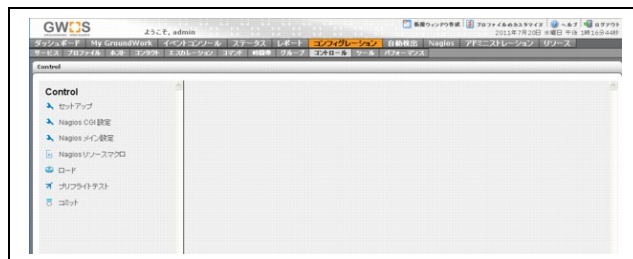 GWOS
ようこそ, admin
新規ウィンドウ作成 プロファイルのカスタマイズ ヘルプ ログアウト
2011年7月20日 水曜日 午後 1時16分44秒
ダッシュボード My GroundWork イベントコンソール ステータス レポート コンフィグレーション 自動検出 Nagios アドミニストレーション リソース
サービス プロファイル ホスト コンタクト エスカレーション コマンド 時間帯 グループ コントロール ツール パフォーマンス
Control
Control
セットアップ
Nagios CGI 設定
Nagios メイン設定
Nagios リソースマクロ
ロード
プリフライトテスト
コミット